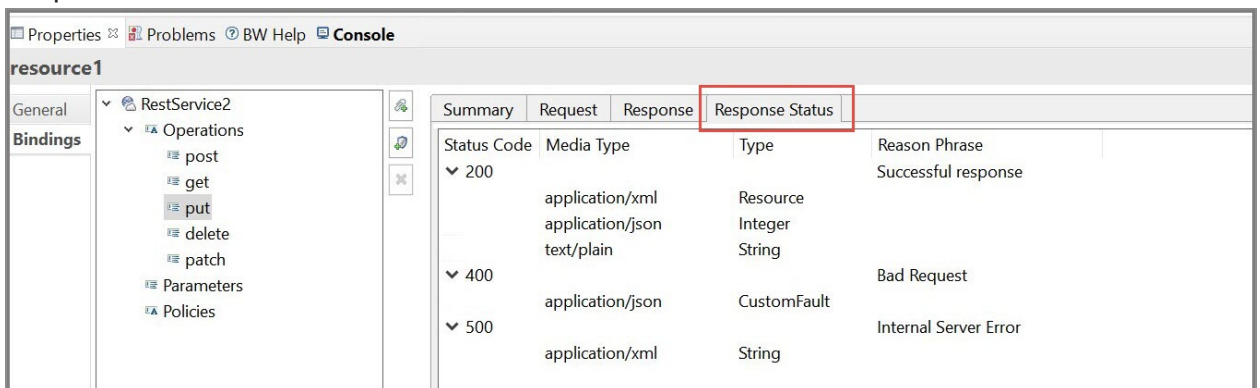 Properties Problems BW Help Console
resource1
General
Bindings
RestService2
Operations
post
get
put
delete
patch
Parameters
Policies
Summary Request Response Response Status
Status Code Media Type Type Reason Phrase
200 Successful response
application/xml Resource
application/json Integer
text/plain String
400 Bad Request
application/json CustomFault
500 Internal Server Error
application/xml String